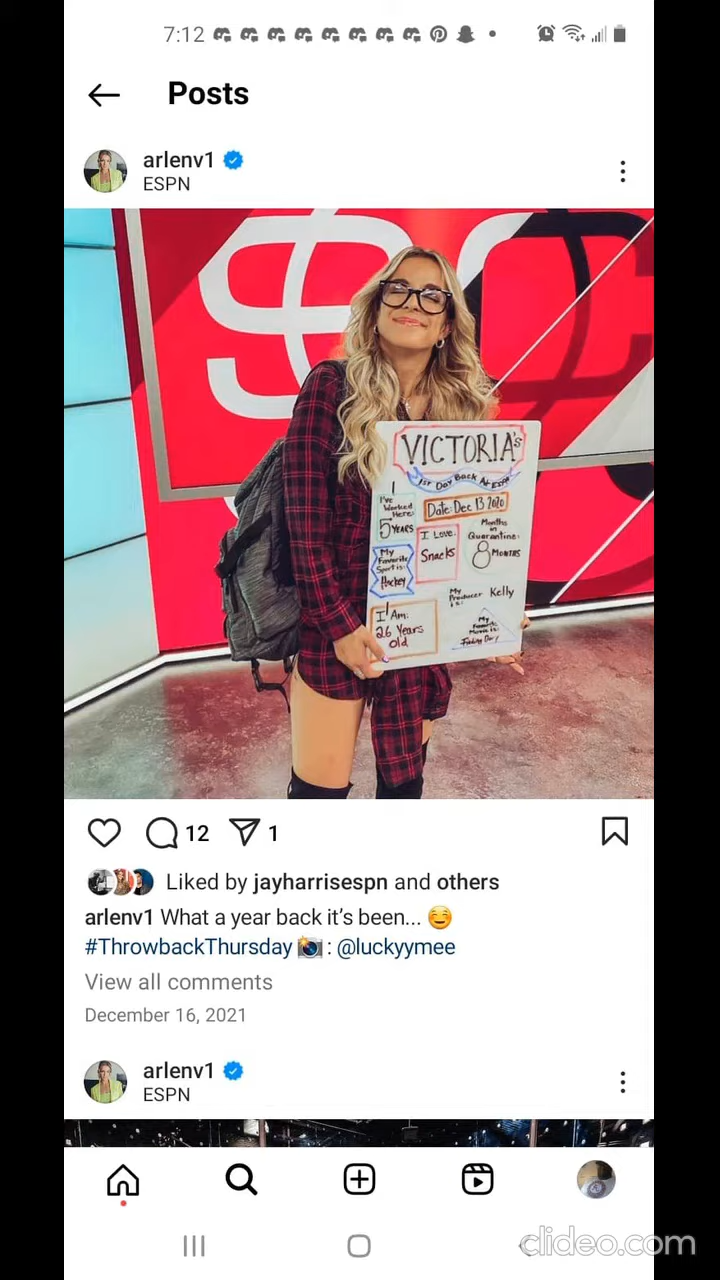 7:12
Posts
arlenv1
ESPN
SC
VICTORIA's
1st Day Back At ESPN
I've
Worked
Here:
5 YEARS
Date: Dec 13 2020
I Love:
Snacks
Months
in
Quarantine:
8 MONTHS
My
Favorite
Sport is:
Hockey
My
Producer
is:
Kelly
I Am:
26 Years
old
My
Favorite
Movie is:
Finding Dory
12
1
Liked by jayharrisespn and others
arlenv1 What a year back it’s been... ☺️
#ThrowbackThursday 📸 : @luckyymee
View all comments
December 16, 2021
arlenv1
ESPN
clideo.com